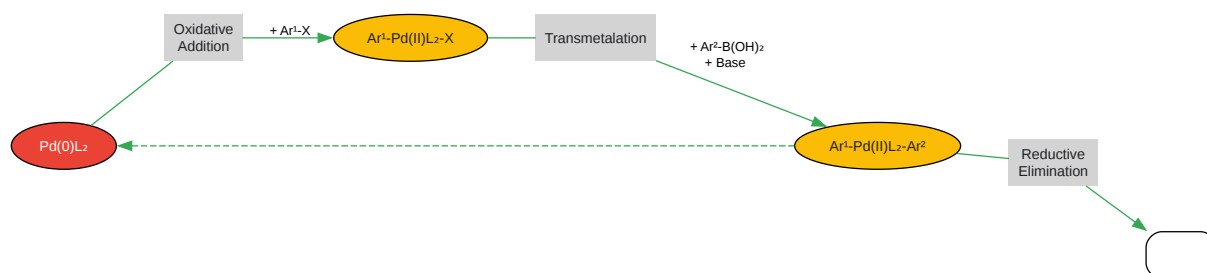 Oxidative
Addition
+ Ar¹-X
Ar¹-Pd(II)L₂-X
Transmetalation
+ Ar²-B(OH)₂
+ Base
Pd(0)L₂
Ar¹-Pd(II)L₂-Ar²
Reductive
Elimination